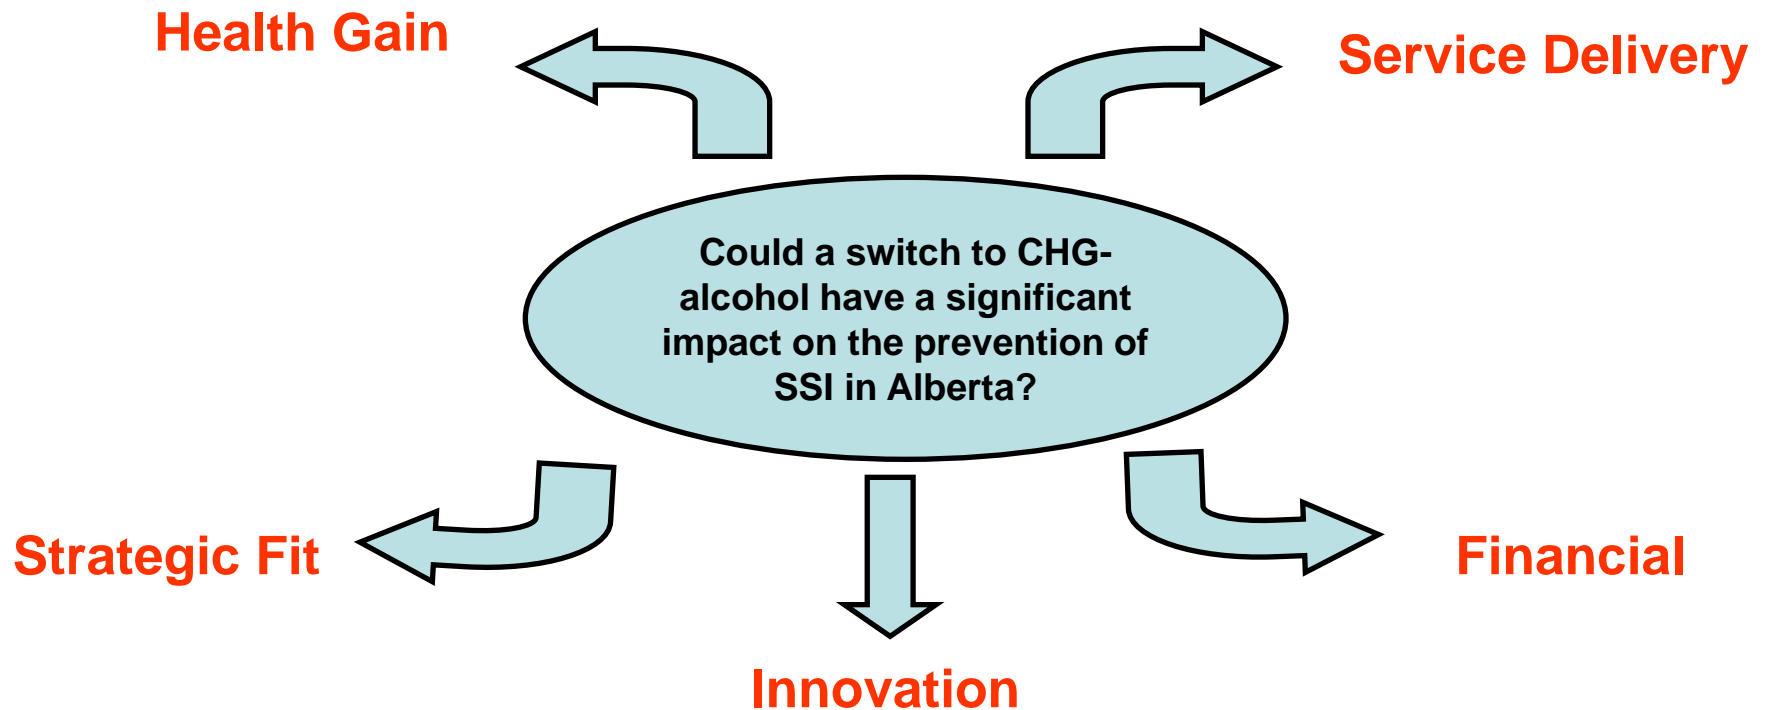 Health Gain
Service Delivery
Could a switch to CHG-
alcohol have a significant
impact on the prevention of
SSI in Alberta?
Strategic Fit
Financial
Innovation